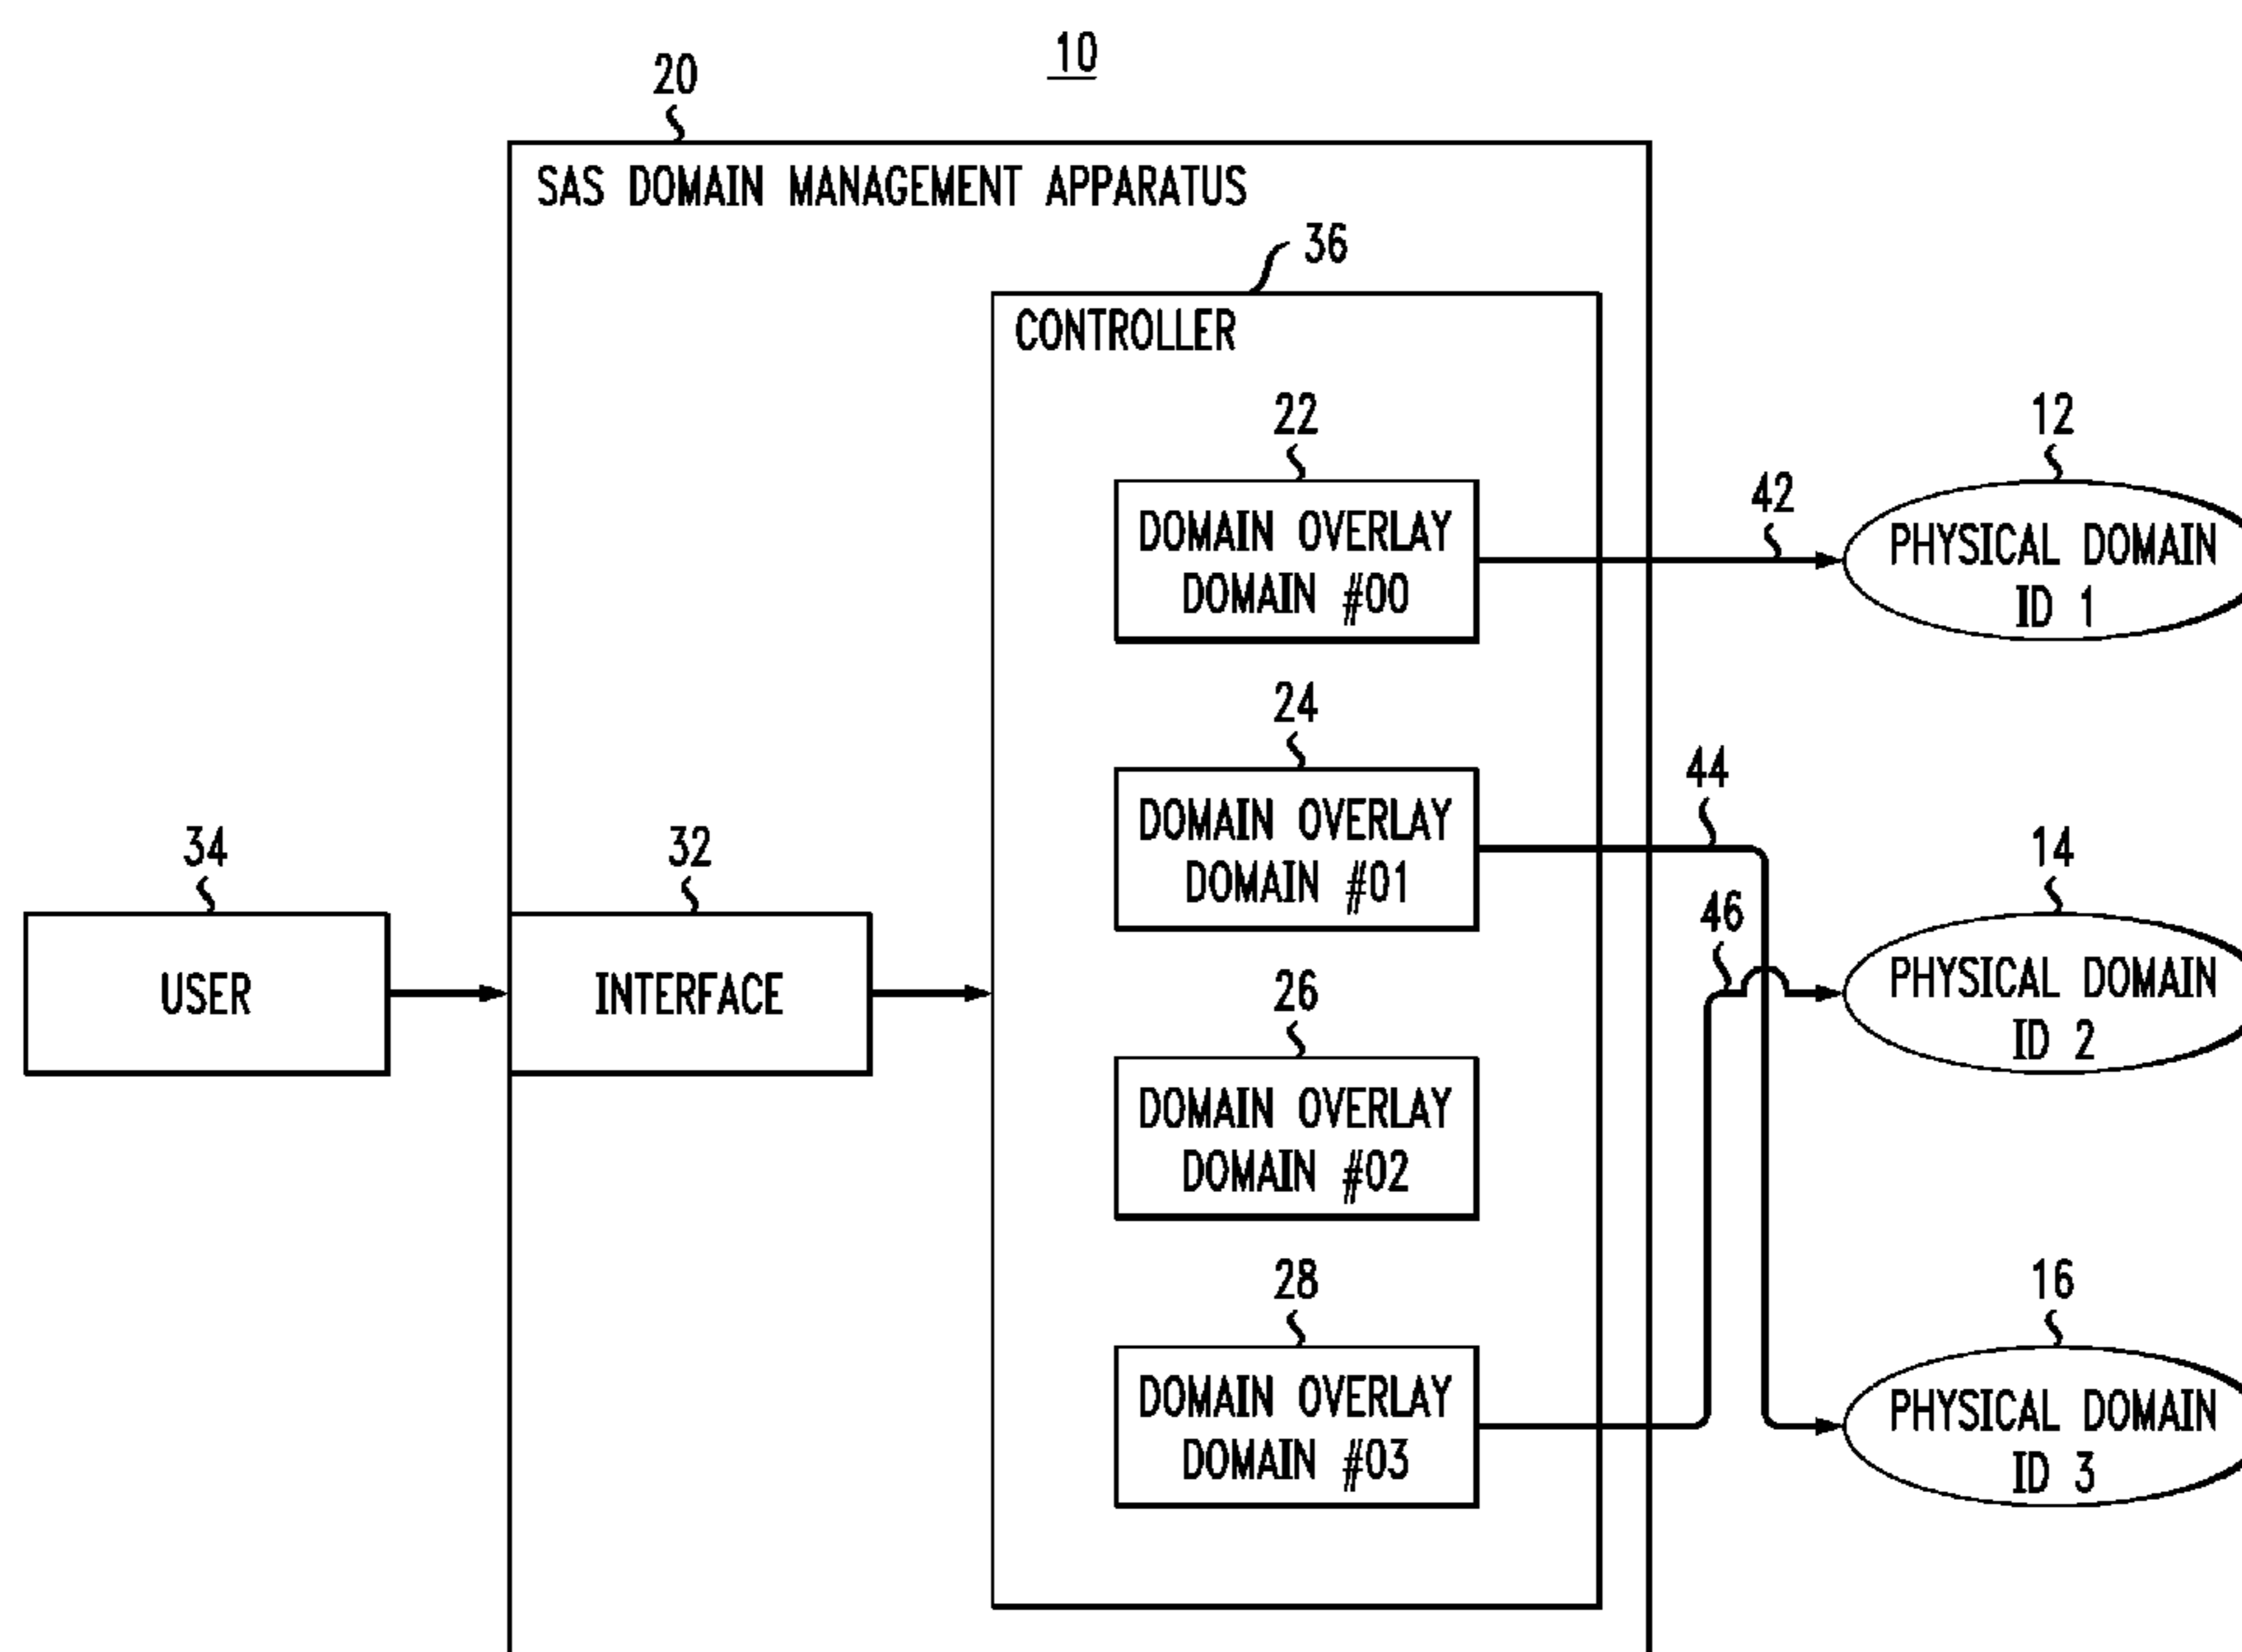 10
20
SAS DOMAIN MANAGEMENT APPARATUS
36
CONTROLLER
22
DOMAIN OVERLAY
DOMAIN #00
42
12
PHYSICAL DOMAIN
ID 1
24
DOMAIN OVERLAY
DOMAIN #01
44
34
USER
32
INTERFACE
46
14
PHYSICAL DOMAIN
ID 2
26
DOMAIN OVERLAY
DOMAIN #02
28
DOMAIN OVERLAY
DOMAIN #03
16
PHYSICAL DOMAIN
ID 3